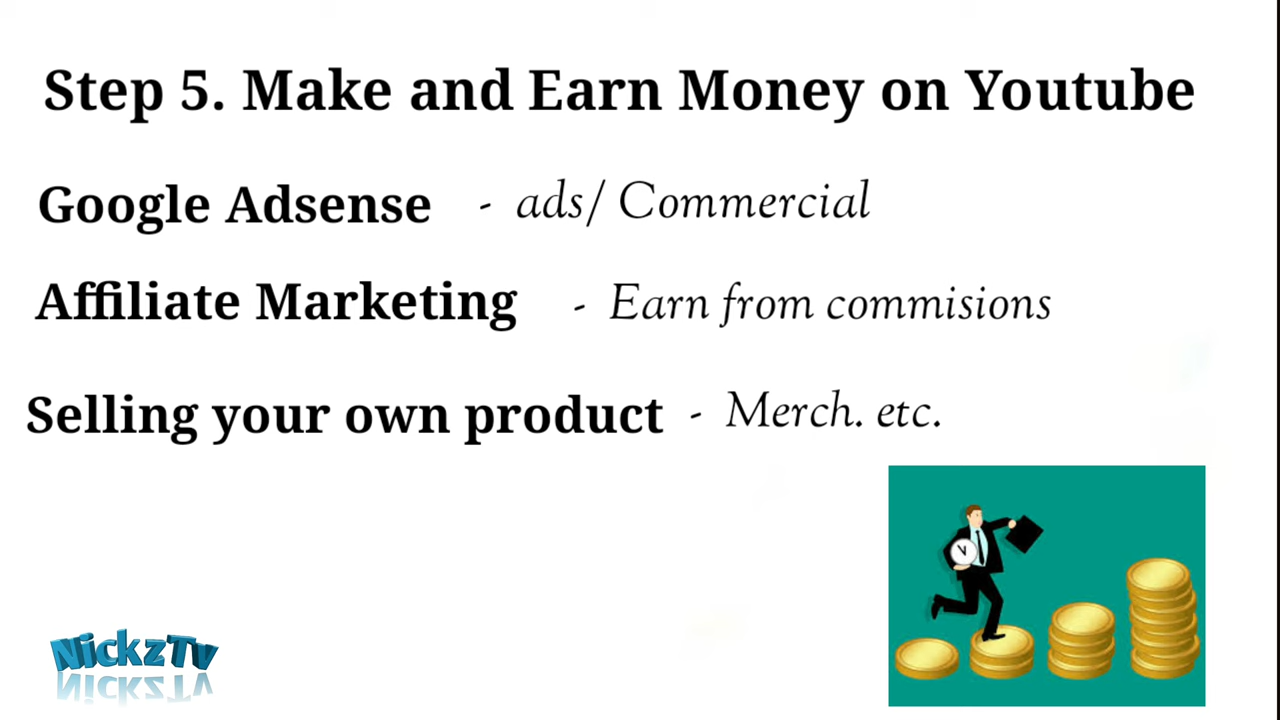 Step 5. Make and Earn Money on Youtube
Google Adsense - ads/ Commercial
Affiliate Marketing - Earn from commisions
Selling your own product - Merch. etc.
NickzTv